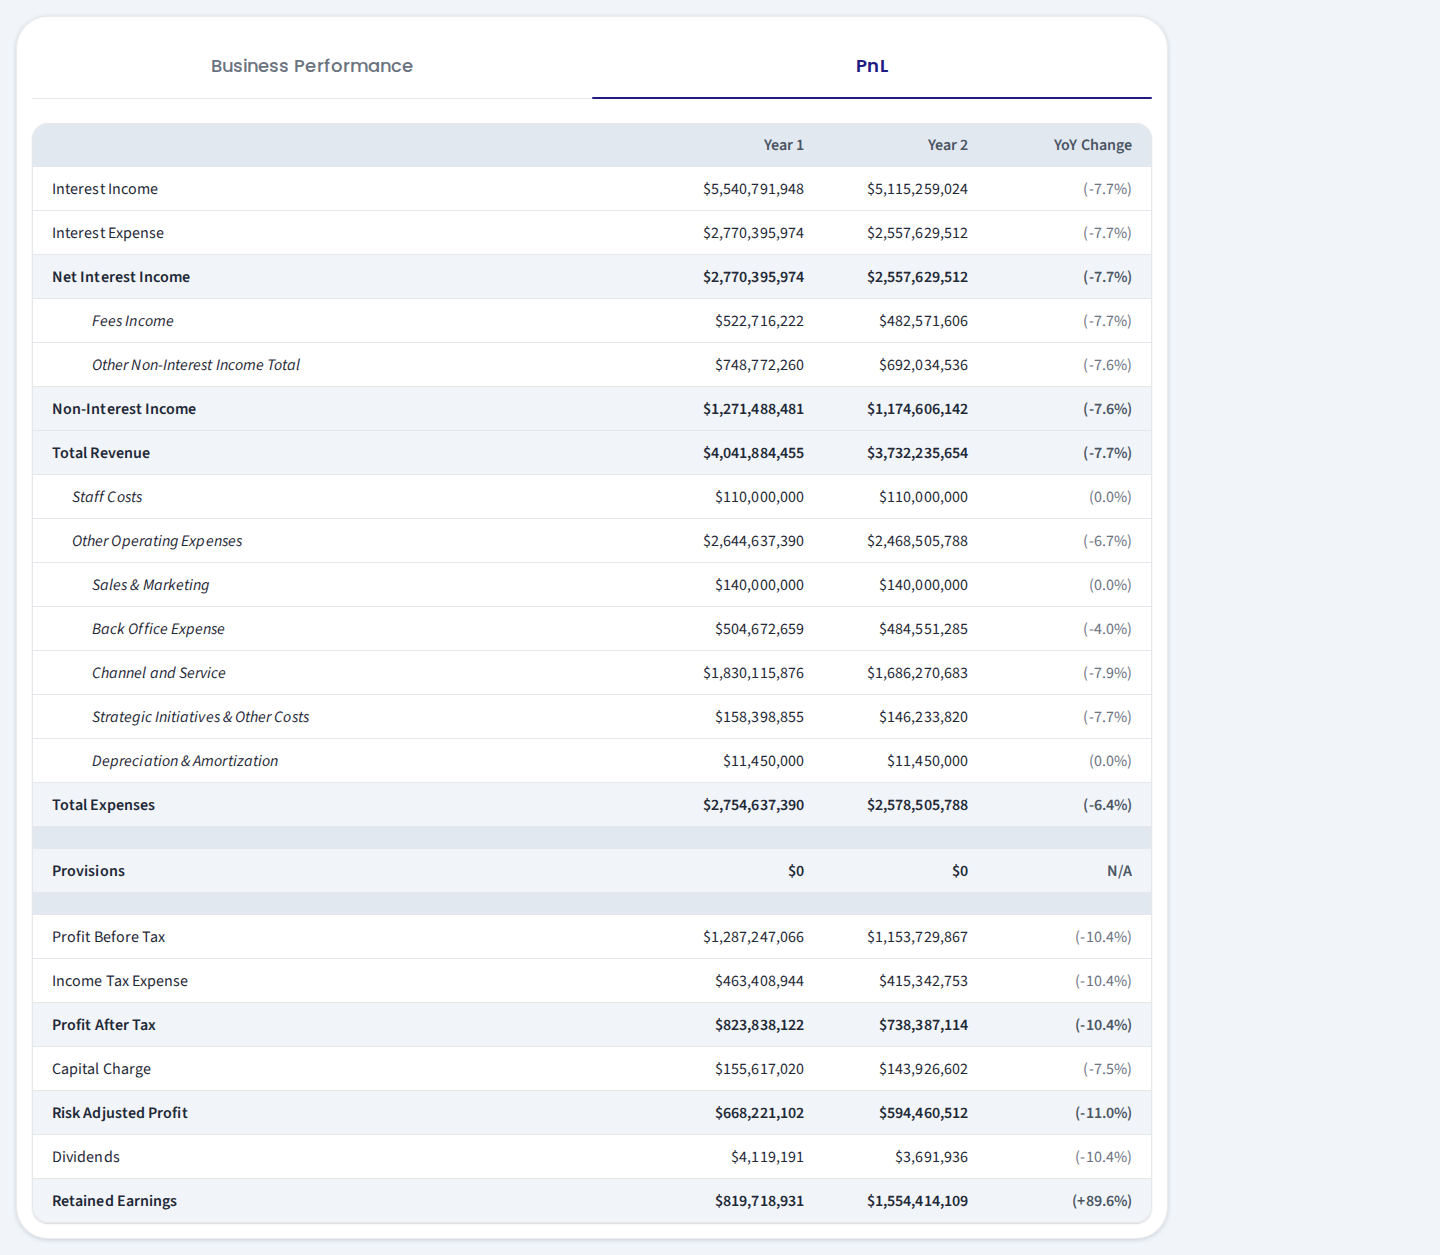 Business Performance PnL
Year 1 Year 2 YoY Change
Interest Income $5,540,791,948 $5,115,259,024 (-7.7%)
Interest Expense $2,770,395,974 $2,557,629,512 (-7.7%)
Net Interest Income $2,770,395,974 $2,557,629,512 (-7.7%)
Fees Income $522,716,222 $482,571,606 (-7.7%)
Other Non-Interest Income Total $748,772,260 $692,034,536 (-7.6%)
Non-Interest Income $1,271,488,481 $1,174,606,142 (-7.6%)
Total Revenue $4,041,884,455 $3,732,235,654 (-7.7%)
Staff Costs $110,000,000 $110,000,000 (0.0%)
Other Operating Expenses $2,644,637,390 $2,468,505,788 (-6.7%)
Sales & Marketing $140,000,000 $140,000,000 (0.0%)
Back Office Expense $504,672,659 $484,551,285 (-4.0%)
Channel and Service $1,830,115,876 $1,686,270,683 (-7.9%)
Strategic Initiatives & Other Costs $158,398,855 $146,233,820 (-7.7%)
Depreciation & Amortization $11,450,000 $11,450,000 (0.0%)
Total Expenses $2,754,637,390 $2,578,505,788 (-6.4%)
Provisions $0 $0 N/A
Profit Before Tax $1,287,247,066 $1,153,729,867 (-10.4%)
Income Tax Expense $463,408,944 $415,342,753 (-10.4%)
Profit After Tax $823,838,122 $738,387,114 (-10.4%)
Capital Charge $155,617,020 $143,926,602 (-7.5%)
Risk Adjusted Profit $668,221,102 $594,460,512 (-11.0%)
Dividends $4,119,191 $3,691,936 (-10.4%)
Retained Earnings $819,718,931 $1,554,414,109 (+89.6%)